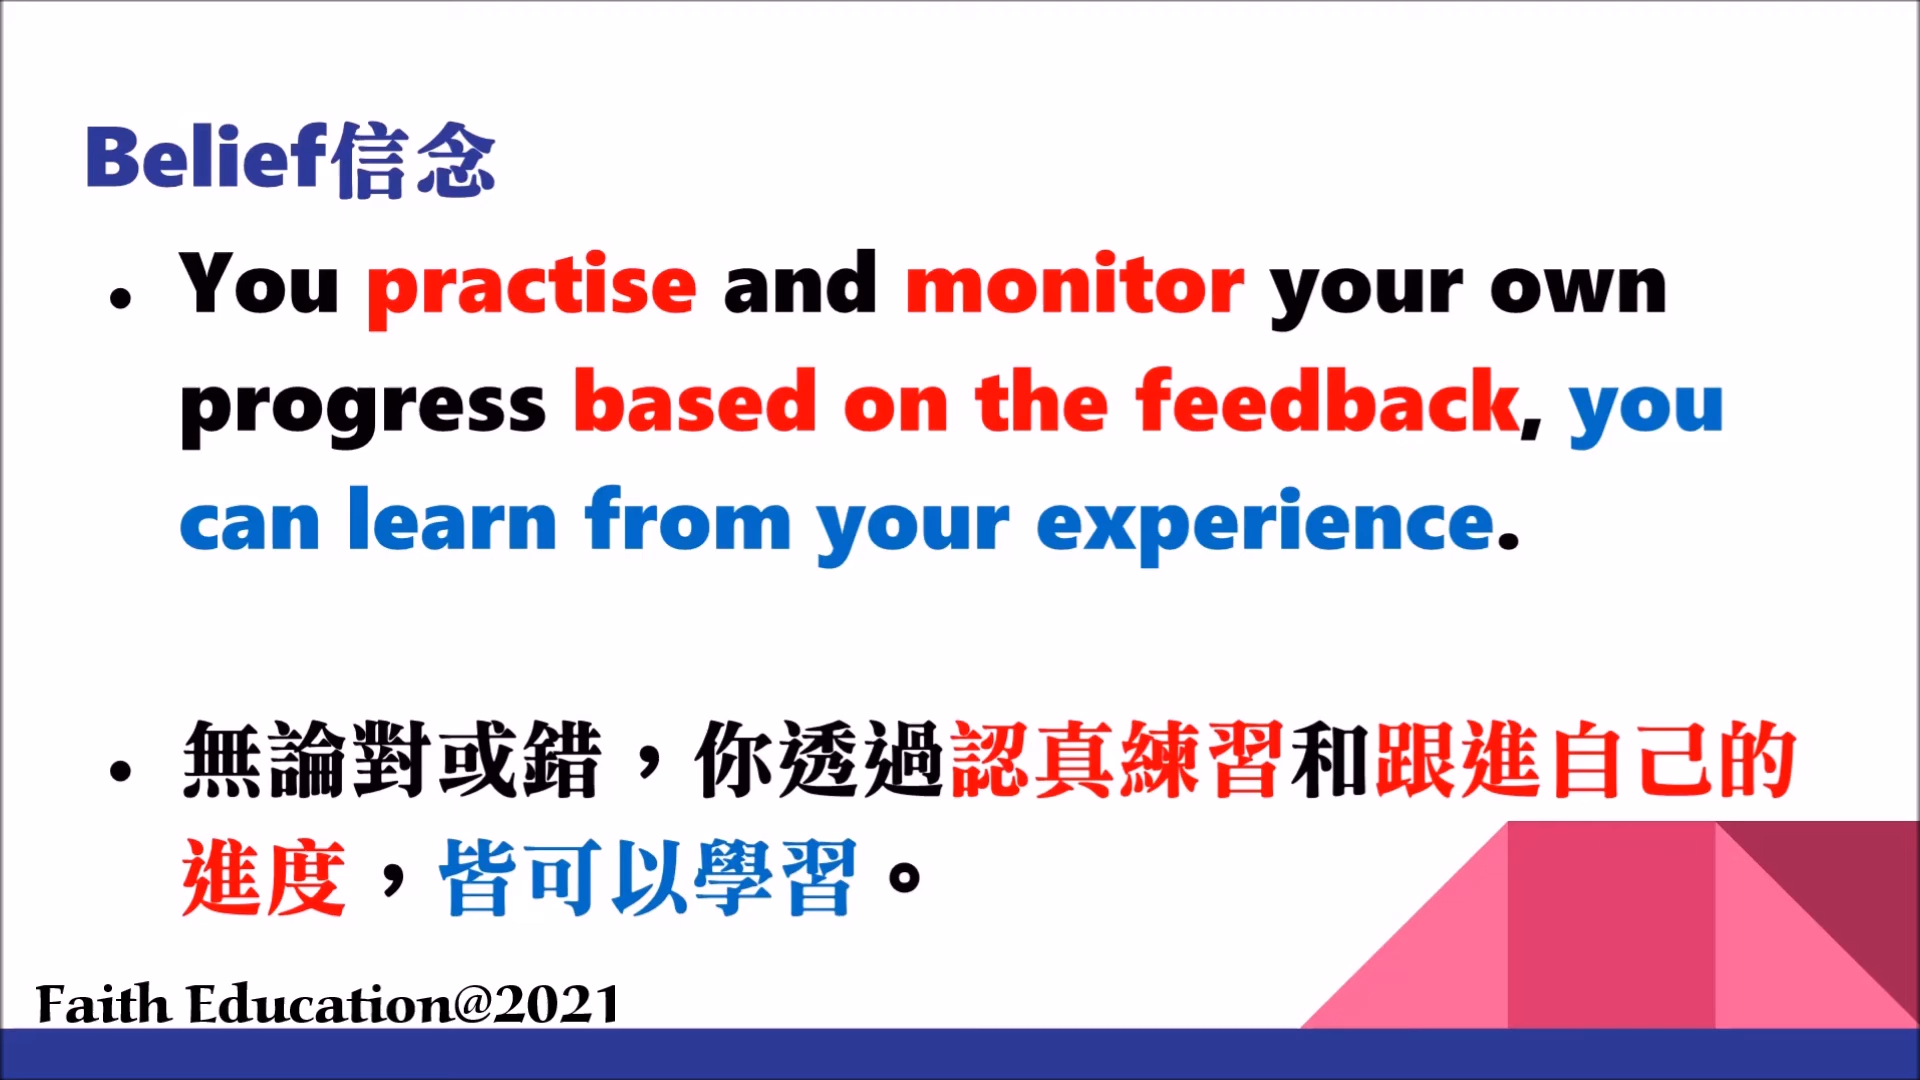 Belief信念
• You practise and monitor your own
progress based on the feedback, you
can learn from your experience.
• 無論對或錯，你透過認真練習和跟進自己的
進度，皆可以學習。
Faith Education@2021